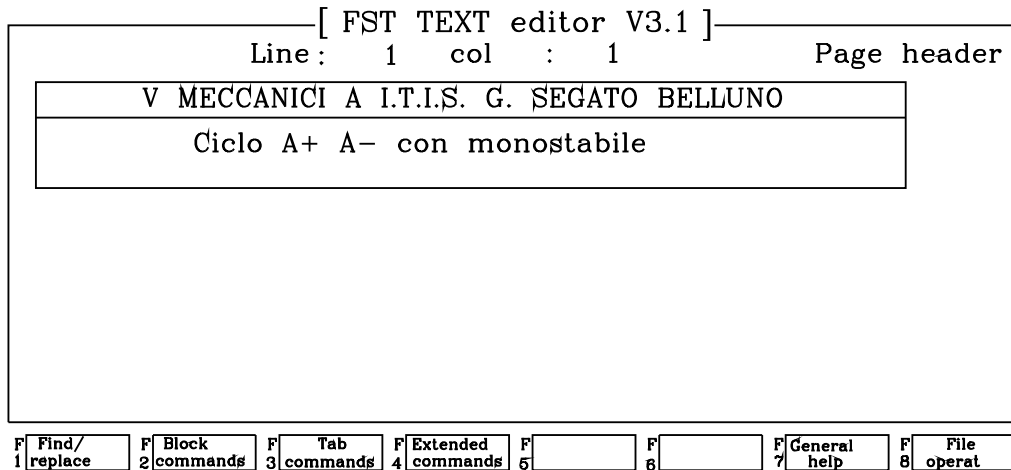 [ FST TEXT editor V3.1 ]
Line : 1 col : 1 Page header
V MECCANICI A I.T.I.S. G. SEGATO BELLUNO
Ciclo A+ A- con monostabile
F1 Find/replace F2 Block commands F3 Tab commands F4 Extended commands F5 F6 F7 General help F8 File operat